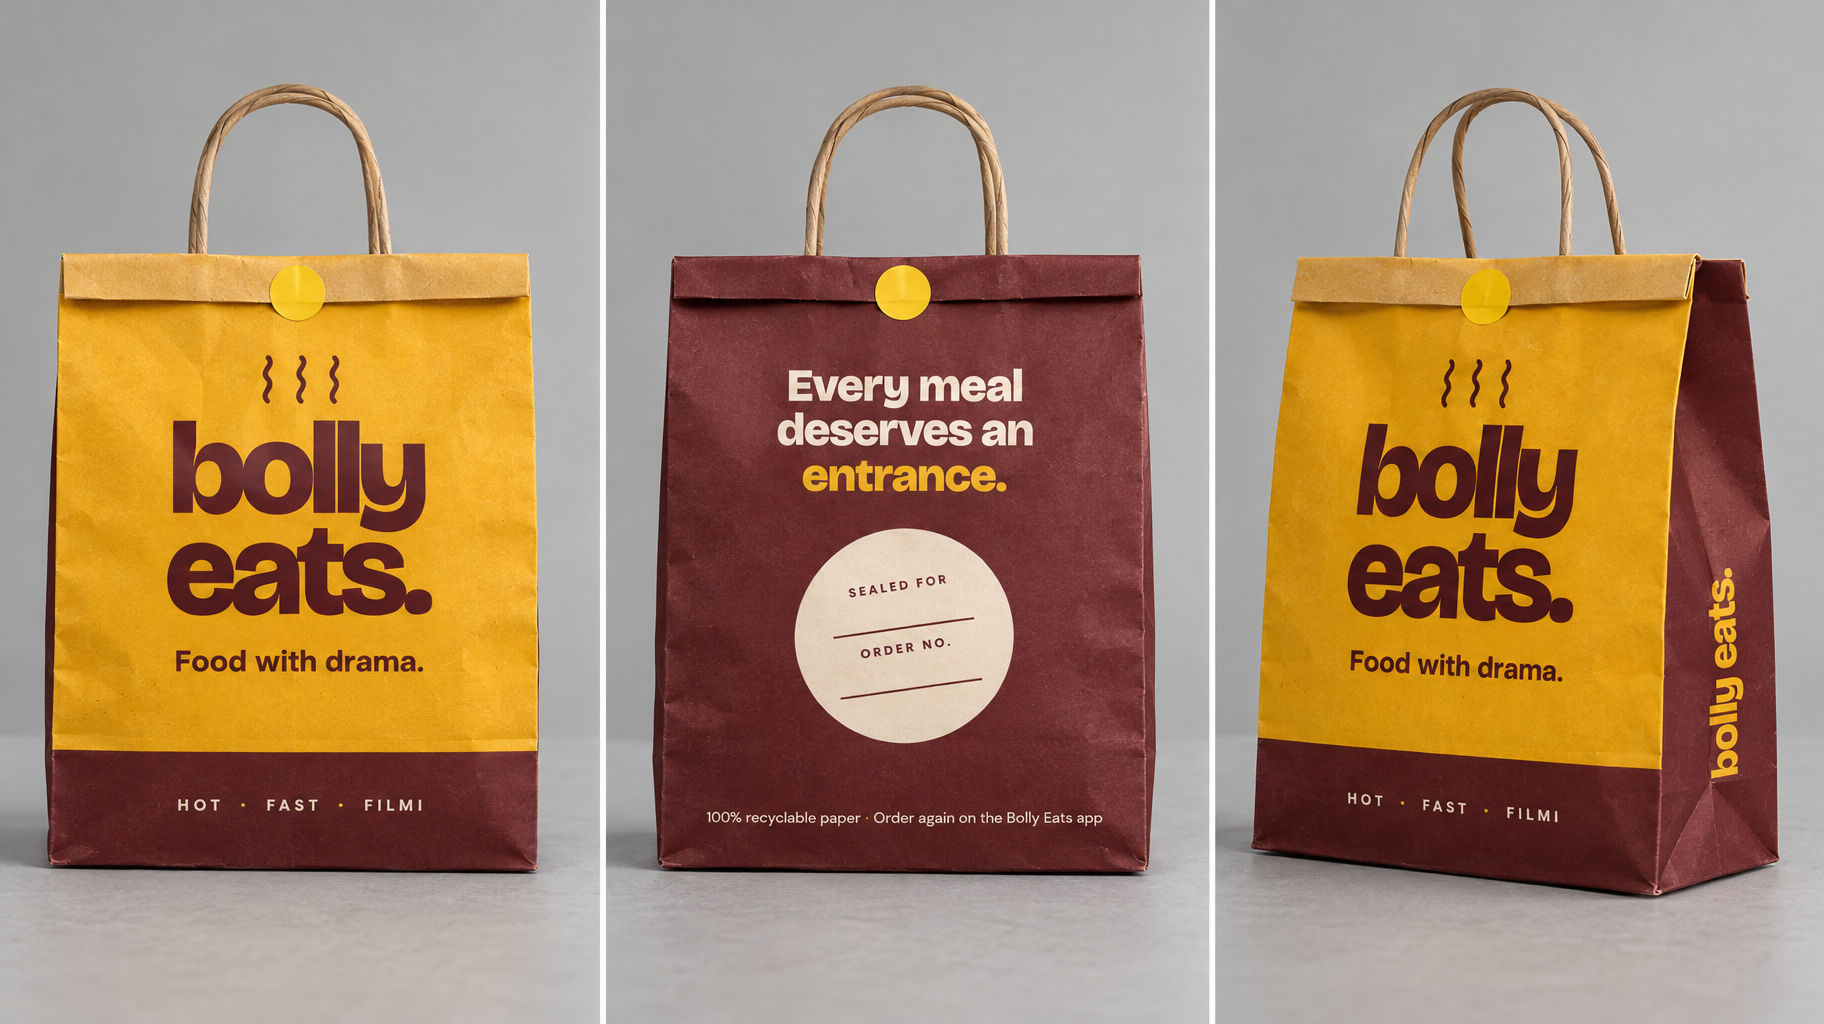 bolly
eats.
Food with drama.
HOT · FAST · FILMI
Every meal
deserves an
entrance.
SEALED FOR
ORDER NO.
100% recyclable paper · Order again on the Bolly Eats app
bolly
eats.
Food with drama.
HOT · FAST · FILMI
bolly eats.